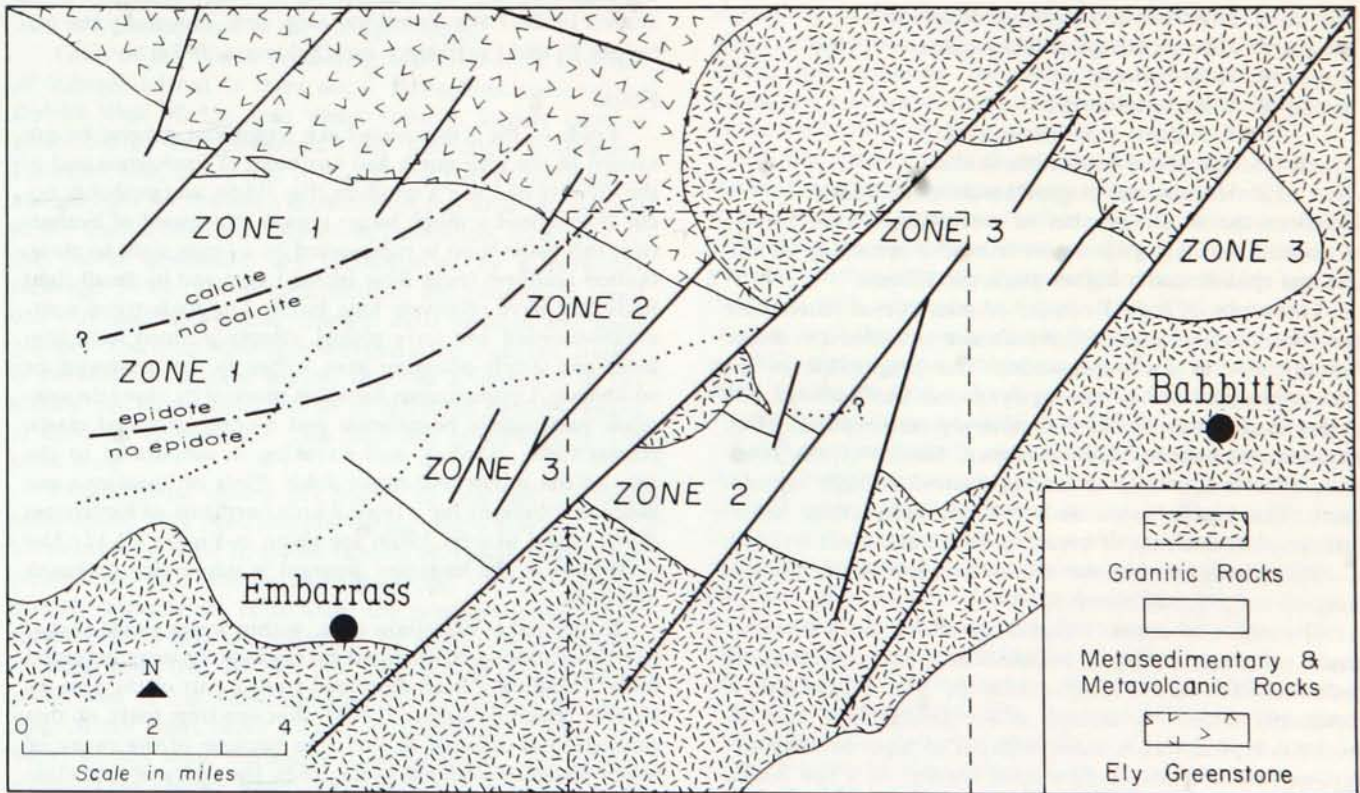 ZONE 1
calcite
no calcite
?
ZONE 1
epidote
no epidote
ZONE 2
ZONE 3
ZONE 3
ZONE 3
ZONE 2
?
Babbitt
Embarrass
N
0 2 4
Scale in miles
Granitic Rocks
Metasedimentary &
Metavolcanic Rocks
Ely Greenstone